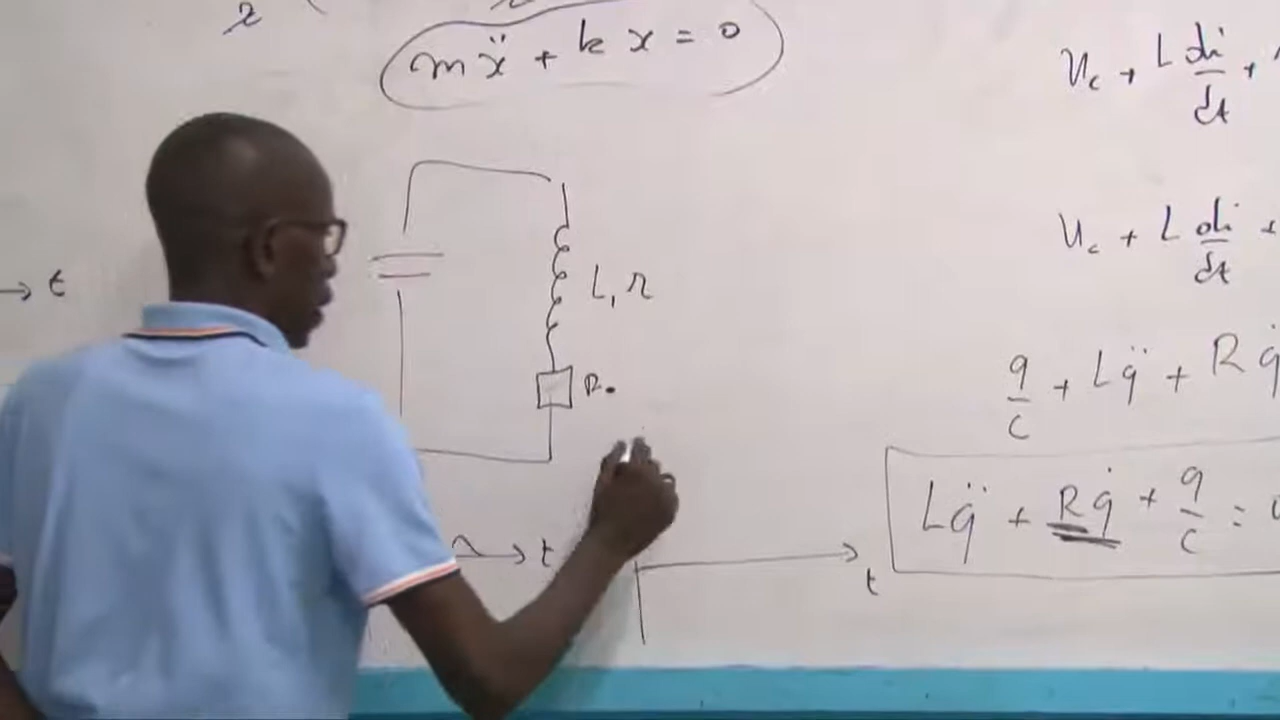 r
mẍ + kx = 0
t
L, r
R.
t
t
u_c + L di/dt +
u_c + L di/dt +
q/c + Lq̈ + Rq̇
Lq̈ + Rq̇ + q/c =